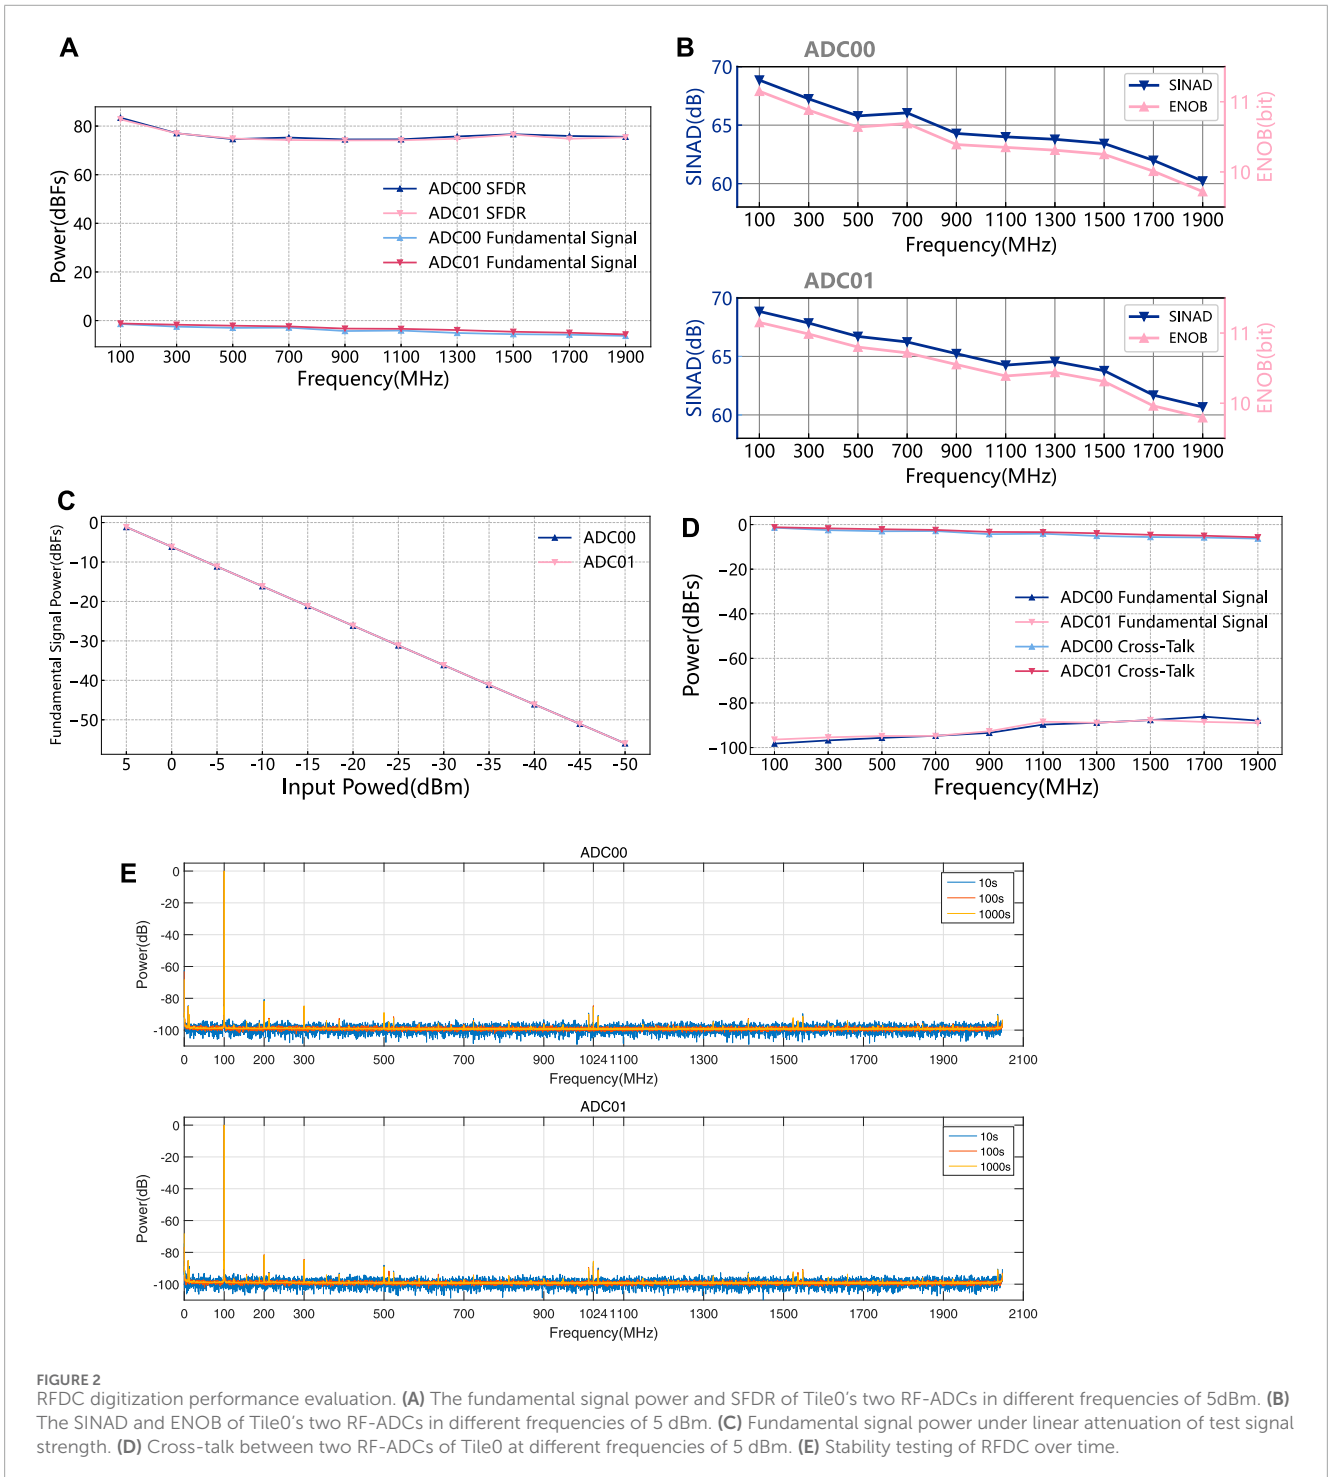 A
80
60
40
20
0
Power(dBFs)
ADC00 SFDR
ADC01 SFDR
ADC00 Fundamental Signal
ADC01 Fundamental Signal
100 300 500 700 900 1100 1300 1500 1700 1900
Frequency(MHz)
B
ADC00
70
65
60
SINAD(dB)
SINAD
ENOB
11
10
ENOB(bit)
100 300 500 700 900 1100 1300 1500 1700 1900
Frequency(MHz)
ADC01
70
65
60
SINAD(dB)
SINAD
ENOB
11
10
ENOB(bit)
100 300 500 700 900 1100 1300 1500 1700 1900
Frequency(MHz)
C
0
−10
−20
−30
−40
−50
Fundamental Signal Power(dBFs)
ADC00
ADC01
5 0 -5 -10 -15 -20 -25 -30 -35 -40 -45 -50
Input Powed(dBm)
D
0
−20
−40
−60
−80
−100
Power(dBFs)
ADC00 Fundamental Signal
ADC01 Fundamental Signal
ADC00 Cross-Talk
ADC01 Cross-Talk
100 300 500 700 900 1100 1300 1500 1700 1900
Frequency(MHz)
E
ADC00
0
-20
-40
-60
-80
-100
Power(dB)
10s
100s
1000s
0 100 200 300 500 700 900 1024 1100 1300 1500 1700 1900 2100
Frequency(MHz)
ADC01
0
-20
-40
-60
-80
-100
Power(dB)
10s
100s
1000s
0 100 200 300 500 700 900 1024 1100 1300 1500 1700 1900 2100
Frequency(MHz)
FIGURE 2
RFDC digitization performance evaluation. (A) The fundamental signal power and SFDR of Tile0's two RF-ADCs in different frequencies of 5dBm. (B)
The SINAD and ENOB of Tile0's two RF-ADCs in different frequencies of 5 dBm. (C) Fundamental signal power under linear attenuation of test signal
strength. (D) Cross-talk between two RF-ADCs of Tile0 at different frequencies of 5 dBm. (E) Stability testing of RFDC over time.